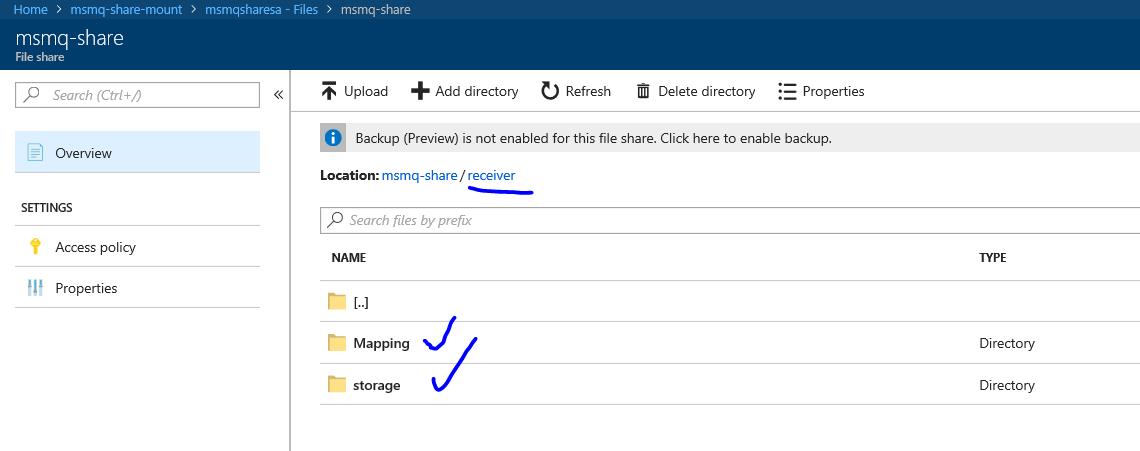 Home > msmq-share-mount > msmqsharesa - Files > msmq-share
msmq-share
File share
Search (Ctrl+/)
«
Overview
SETTINGS
Access policy
Properties
Upload Add directory Refresh Delete directory Properties
Backup (Preview) is not enabled for this file share. Click here to enable backup.
Location: msmq-share / receiver
Search files by prefix
NAME TYPE
[..]
Mapping Directory
storage Directory